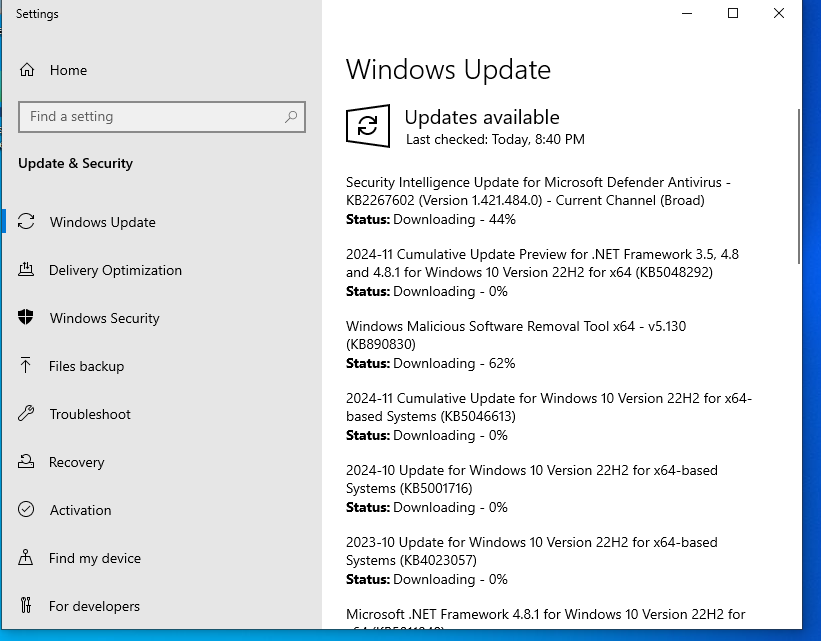 Settings
Home
Find a setting
Update & Security
Windows Update
Delivery Optimization
Windows Security
Files backup
Troubleshoot
Recovery
Activation
Find my device
For developers
Windows Update
Updates available
Last checked: Today, 8:40 PM
Security Intelligence Update for Microsoft Defender Antivirus -
KB2267602 (Version 1.421.484.0) - Current Channel (Broad)
Status: Downloading - 44%
2024-11 Cumulative Update Preview for .NET Framework 3.5, 4.8
and 4.8.1 for Windows 10 Version 22H2 for x64 (KB5048292)
Status: Downloading - 0%
Windows Malicious Software Removal Tool x64 - v5.130
(KB890830)
Status: Downloading - 62%
2024-11 Cumulative Update for Windows 10 Version 22H2 for x64-
based Systems (KB5046613)
Status: Downloading - 0%
2024-10 Update for Windows 10 Version 22H2 for x64-based
Systems (KB5001716)
Status: Downloading - 0%
2023-10 Update for Windows 10 Version 22H2 for x64-based
Systems (KB4023057)
Status: Downloading - 0%
Microsoft .NET Framework 4.8.1 for Windows 10 Version 22H2 for